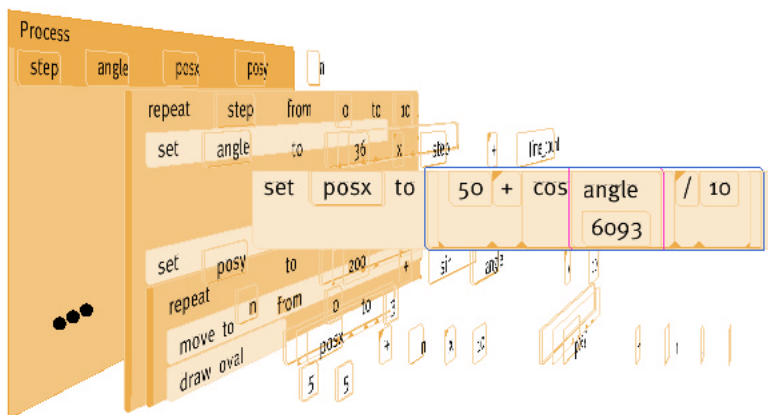 Process
step angle posx posy n
repeat step from 0 to 10
set angle to 36 x step +
set posx to 50 + cos angle / 10
6093
set posy to 200 +
repeat n from 0 to 3
move to posx + n x 10
draw oval 5 5